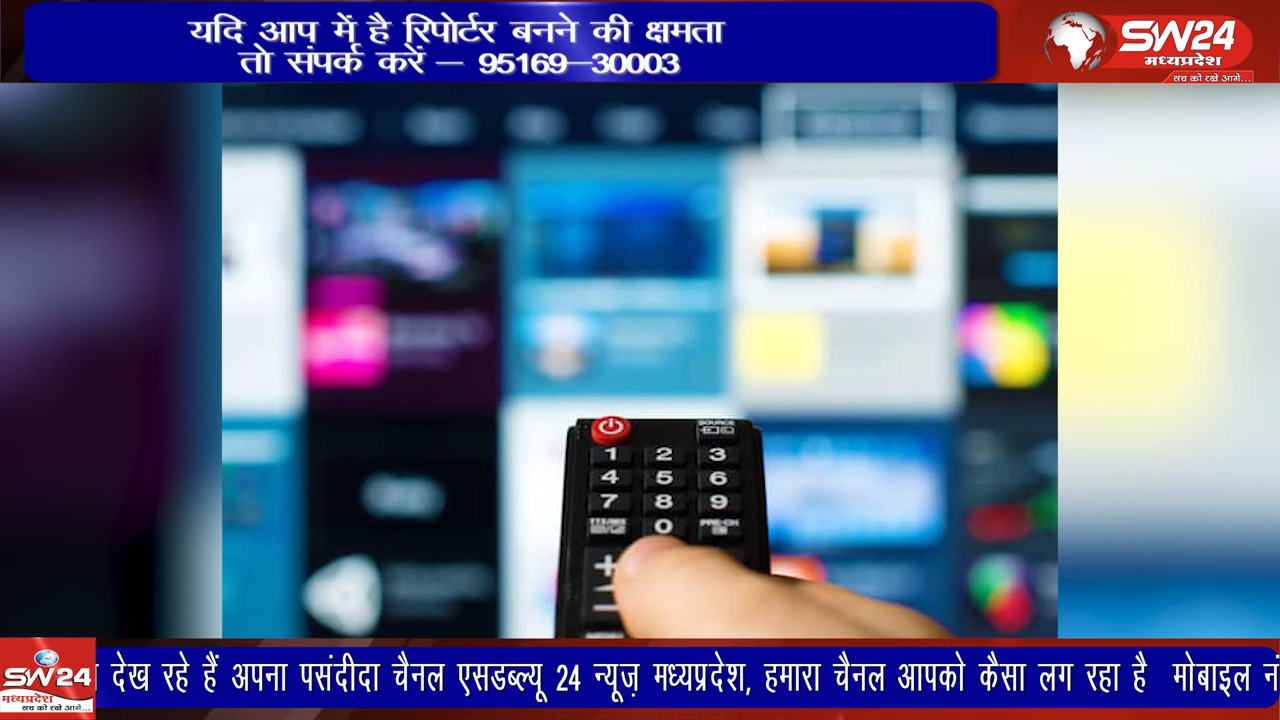 यदि आप में है रिपोर्टर बनने की क्षमता
तो संपर्क करें – 95169–30003
SW24
मध्यप्रदेश
सच को रखे आगे...
SOURCE
1 2 3
4 5 6
7 8 9
TTX/MIX 0 PRE-CH
+
SW24
मध्यप्रदेश
सच को रखे आगे...
देख रहे हैं अपना पसंदीदा चैनल एसडब्ल्यू 24 न्यूज़ मध्यप्रदेश, हमारा चैनल आपको कैसा लग रहा है मोबाइल नं